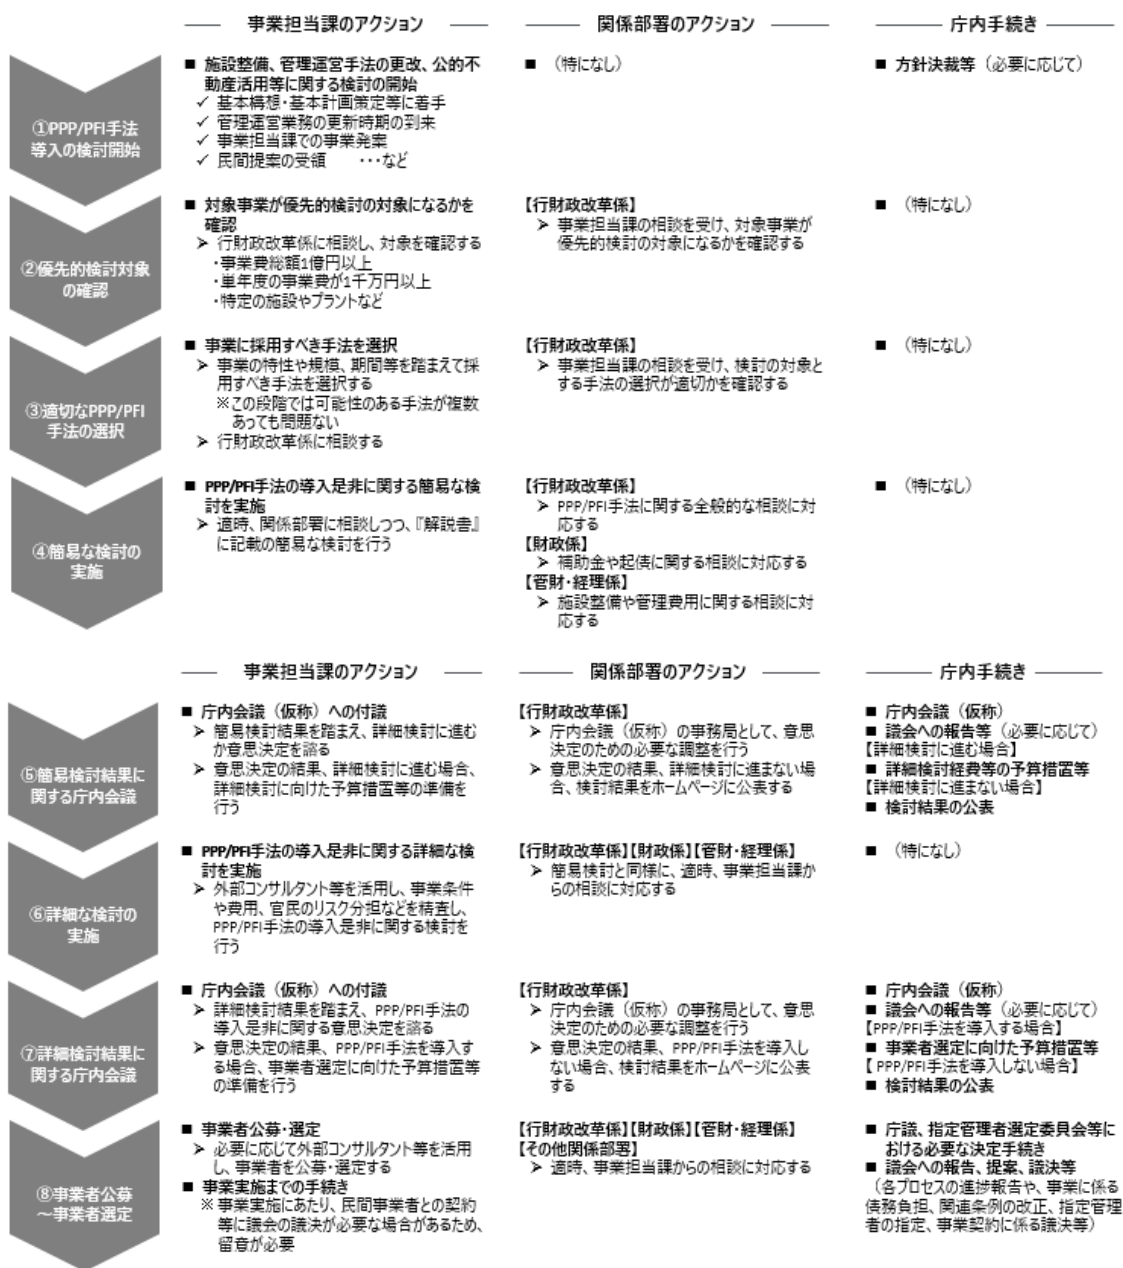 事業担当課のアクション
関係部署のアクション
庁内手続き
①PPP/PFI手法
導入の検討開始
■ 施設整備、管理運営手法の更改、公的不
動産活用等に関する検討の開始
✓ 基本構想・基本計画策定等に着手
✓ 管理運営業務の更新時期の到来
✓ 事業担当課での事業発案
✓ 民間提案の受領 ・・・など
■ （特になし）
■ 方針決裁等（必要に応じて）
②優先的検討対象
の確認
■ 対象事業が優先的検討の対象になるかを
確認
➢ 行財政改革係に相談し、対象を確認する
・事業費総額1億円以上
・単年度の事業費が1千万円以上
・特定の施設やプラントなど
【行財政改革係】
➢ 事業担当課の相談を受け、対象事業が
優先的検討の対象になるかを確認する
■ （特になし）
③適切なPPP/PFI
手法の選択
■ 事業に採用すべき手法を選択
➢ 事業の特性や規模、期間等を踏まえて採
用すべき手法を選択する
※この段階では可能性のある手法が複数
あっても問題ない
➢ 行財政改革係に相談する
【行財政改革係】
➢ 事業担当課の相談を受け、検討の対象と
する手法の選択が適切かを確認する
■ （特になし）
④簡易な検討の
実施
■ PPP/PFI手法の導入是非に関する簡易な検
討を実施
➢ 適時、関係部署に相談しつつ、『解説書』
に記載の簡易な検討を行う
【行財政改革係】
➢ PPP/PFI手法に関する全般的な相談に対
応する
【財政係】
➢ 補助金や起債に関する相談に対応する
【管財・経理係】
➢ 施設整備や管理費用に関する相談に対
応する
■ （特になし）
事業担当課のアクション
関係部署のアクション
庁内手続き
⑤簡易検討結果に
関する庁内会議
■ 庁内会議（仮称）への付議
➢ 簡易検討結果を踏まえ、詳細検討に進む
か意思決定を諮る
➢ 意思決定の結果、詳細検討に進む場合、
詳細検討に向けた予算措置等の準備を
行う
【行財政改革係】
➢ 庁内会議（仮称）の事務局として、意思
決定のための必要な調整を行う
➢ 意思決定の結果、詳細検討に進まない場
合、検討結果をホームページに公表する
■ 庁内会議（仮称）
■ 議会への報告等（必要に応じて）
【詳細検討に進む場合】
■ 詳細検討経費等の予算措置等
【詳細検討に進まない場合】
■ 検討結果の公表
⑥詳細な検討の
実施
■ PPP/PFI手法の導入是非に関する詳細な検
討を実施
➢ 外部コンサルタント等を活用し、事業条件
や費用、官民のリスク分担などを精査し、
PPP/PFI手法の導入是非に関する検討を
行う
【行財政改革係】【財政係】【管財・経理係】
➢ 簡易検討と同様に、適時、事業担当課か
らの相談に対応する
■ （特になし）
⑦詳細検討結果に
関する庁内会議
■ 庁内会議（仮称）への付議
➢ 詳細検討結果を踏まえ、PPP/PFI手法の
導入是非に関する意思決定を諮る
➢ 意思決定の結果、PPP/PFI手法を導入す
る場合、事業者選定に向けた予算措置等
の準備を行う
【行財政改革係】
➢ 庁内会議（仮称）の事務局として、意思
決定のための必要な調整を行う
➢ 意思決定の結果、PPP/PFI手法を導入し
ない場合、検討結果をホームページに公表
する
■ 庁内会議（仮称）
■ 議会への報告等（必要に応じて）
【PPP/PFI手法を導入する場合】
■ 事業者選定に向けた予算措置等
【 PPP/PFI手法を導入しない場合】
■ 検討結果の公表
⑧事業者公募
～事業者選定
■ 事業者公募・選定
➢ 必要に応じて外部コンサルタント等を活用
し、事業者を公募・選定する
■ 事業実施までの手続き
※ 事業実施にあたり、民間事業者との契約
等に議会の議決が必要な場合があるため、
留意が必要
【行財政改革係】【財政係】【管財・経理係】
【その他関係部署】
➢ 適時、事業担当課からの相談に対応する
■ 庁議、指定管理者選定委員会等に
おける必要な決定手続き
■ 議会への報告、提案、議決等
（各プロセスの進捗報告や、事業に係る
債務負担、関連条例の改正、指定管理
者の指定、事業契約に係る議決等）